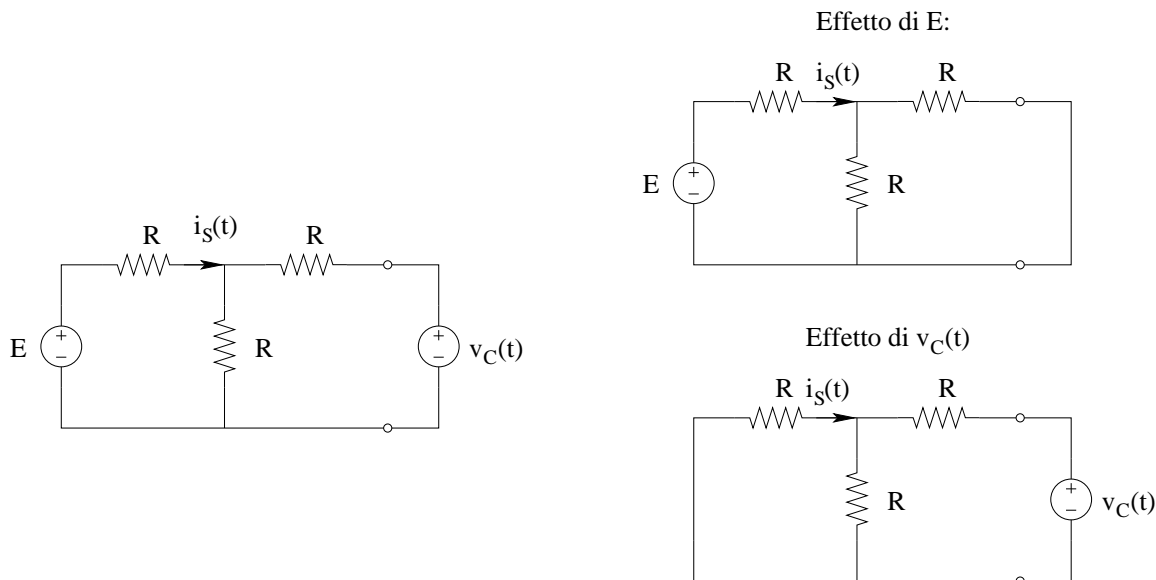 R
i_S(t)
R
E
+
−
R
+
−
v_C(t)
Effetto di E:
R
i_S(t)
R
E
+
−
R
Effetto di v_C(t)
R
i_S(t)
R
R
+
−
v_C(t)